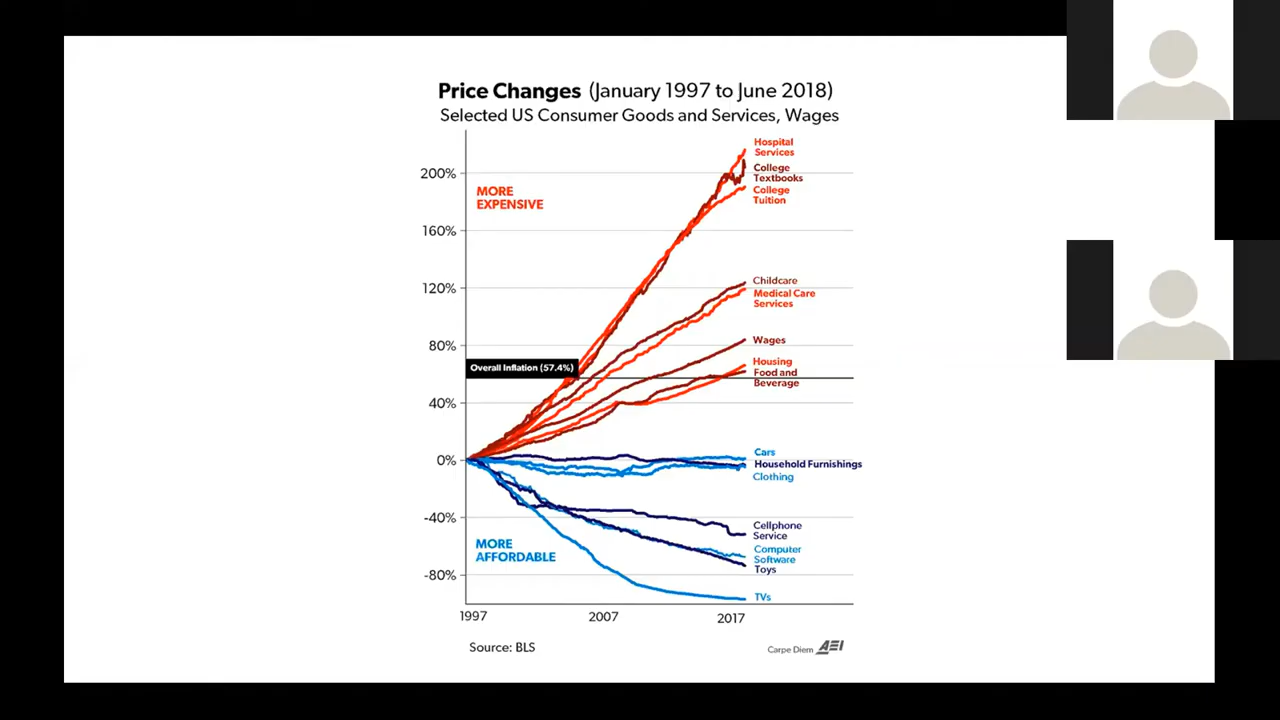 Price Changes (January 1997 to June 2018)
Selected US Consumer Goods and Services, Wages
200%
160%
120%
80%
40%
0%
-40%
-80%
MORE
EXPENSIVE
Overall Inflation (57.4%)
MORE
AFFORDABLE
Hospital
Services
College
Textbooks
College
Tuition
Childcare
Medical Care
Services
Wages
Housing
Food and
Beverage
Cars
Household Furnishings
Clothing
Cellphone
Service
Computer
Software
Toys
TVs
1997 2007 2017
Source: BLS
Carpe Diem AEI